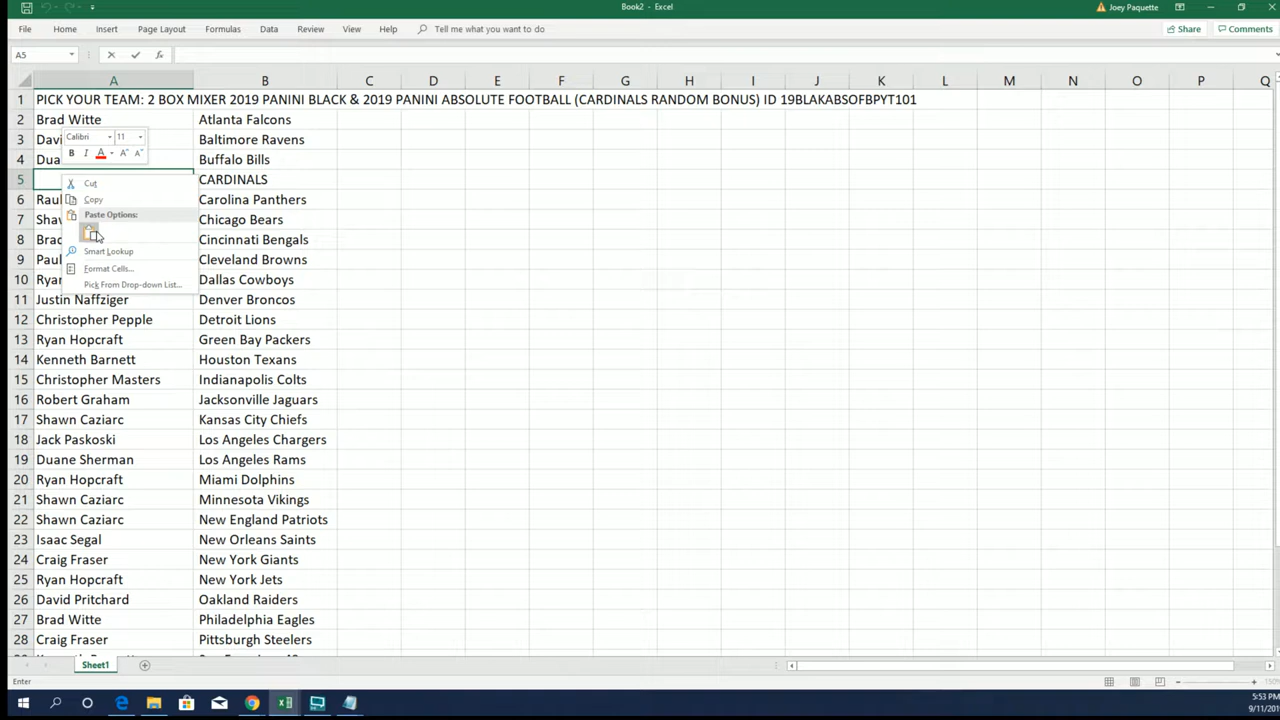 Book2 - Excel
Joey Paquette
File Home Insert Page Layout Formulas Data Review View Help Tell me what you want to do Share Comments
A5
A B C D E F G H I J K L M N O P Q
1 PICK YOUR TEAM: 2 BOX MIXER 2019 PANINI BLACK & 2019 PANINI ABSOLUTE FOOTBALL (CARDINALS RANDOM BONUS) ID 19BLAKABSOFBPYT101
2 Brad Witte Atlanta Falcons
3 Davi Baltimore Ravens
4 Dua Buffalo Bills
5 CARDINALS
6 Rau Carolina Panthers
7 Shaw Chicago Bears
8 Brad Cincinnati Bengals
9 Paul Cleveland Browns
10 Ryan Dallas Cowboys
11 Justin Naffziger Denver Broncos
12 Christopher Pepple Detroit Lions
13 Ryan Hopcraft Green Bay Packers
14 Kenneth Barnett Houston Texans
15 Christopher Masters Indianapolis Colts
16 Robert Graham Jacksonville Jaguars
17 Shawn Caziarc Kansas City Chiefs
18 Jack Paskoski Los Angeles Chargers
19 Duane Sherman Los Angeles Rams
20 Ryan Hopcraft Miami Dolphins
21 Shawn Caziarc Minnesota Vikings
22 Shawn Caziarc New England Patriots
23 Isaac Segal New Orleans Saints
24 Craig Fraser New York Giants
25 Ryan Hopcraft New York Jets
26 David Pritchard Oakland Raiders
27 Brad Witte Philadelphia Eagles
28 Craig Fraser Pittsburgh Steelers
Calibri 11
B I A A A
Cut
Copy
Paste Options:
Smart Lookup
Format Cells...
Pick From Drop-down List...
Sheet1
Enter
5:53 PM